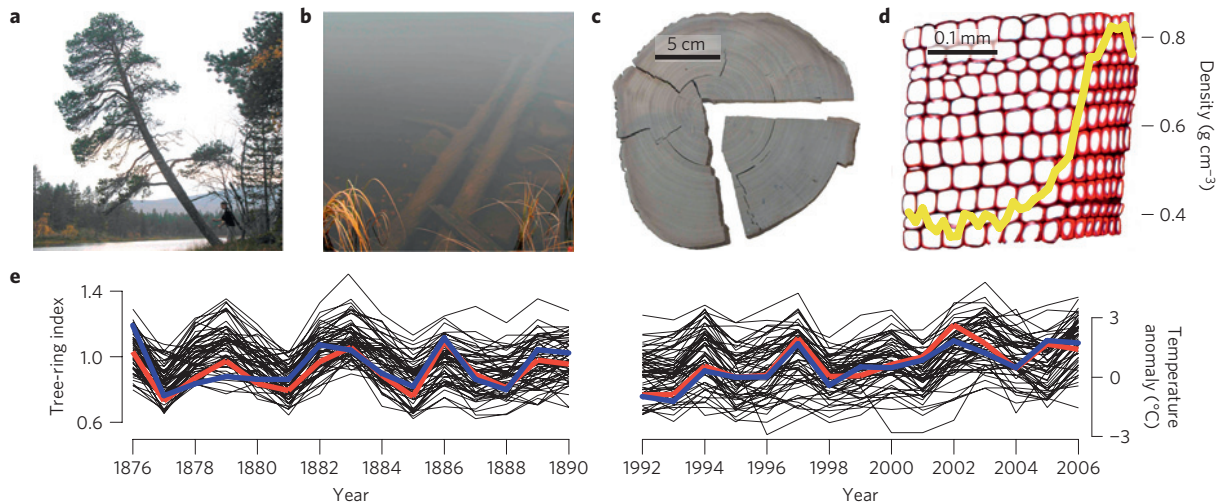 a
b
c
d
5 cm
0.1 mm
0.8
0.6
0.4
Density (g cm⁻³)
e
Tree-ring index
1.4
1.0
0.6
1876 1878 1880 1882 1884 1886 1888 1890
Year
1992 1994 1996 1998 2000 2002 2004 2006
Year
3
0
−3
Temperature
anomaly (°C)